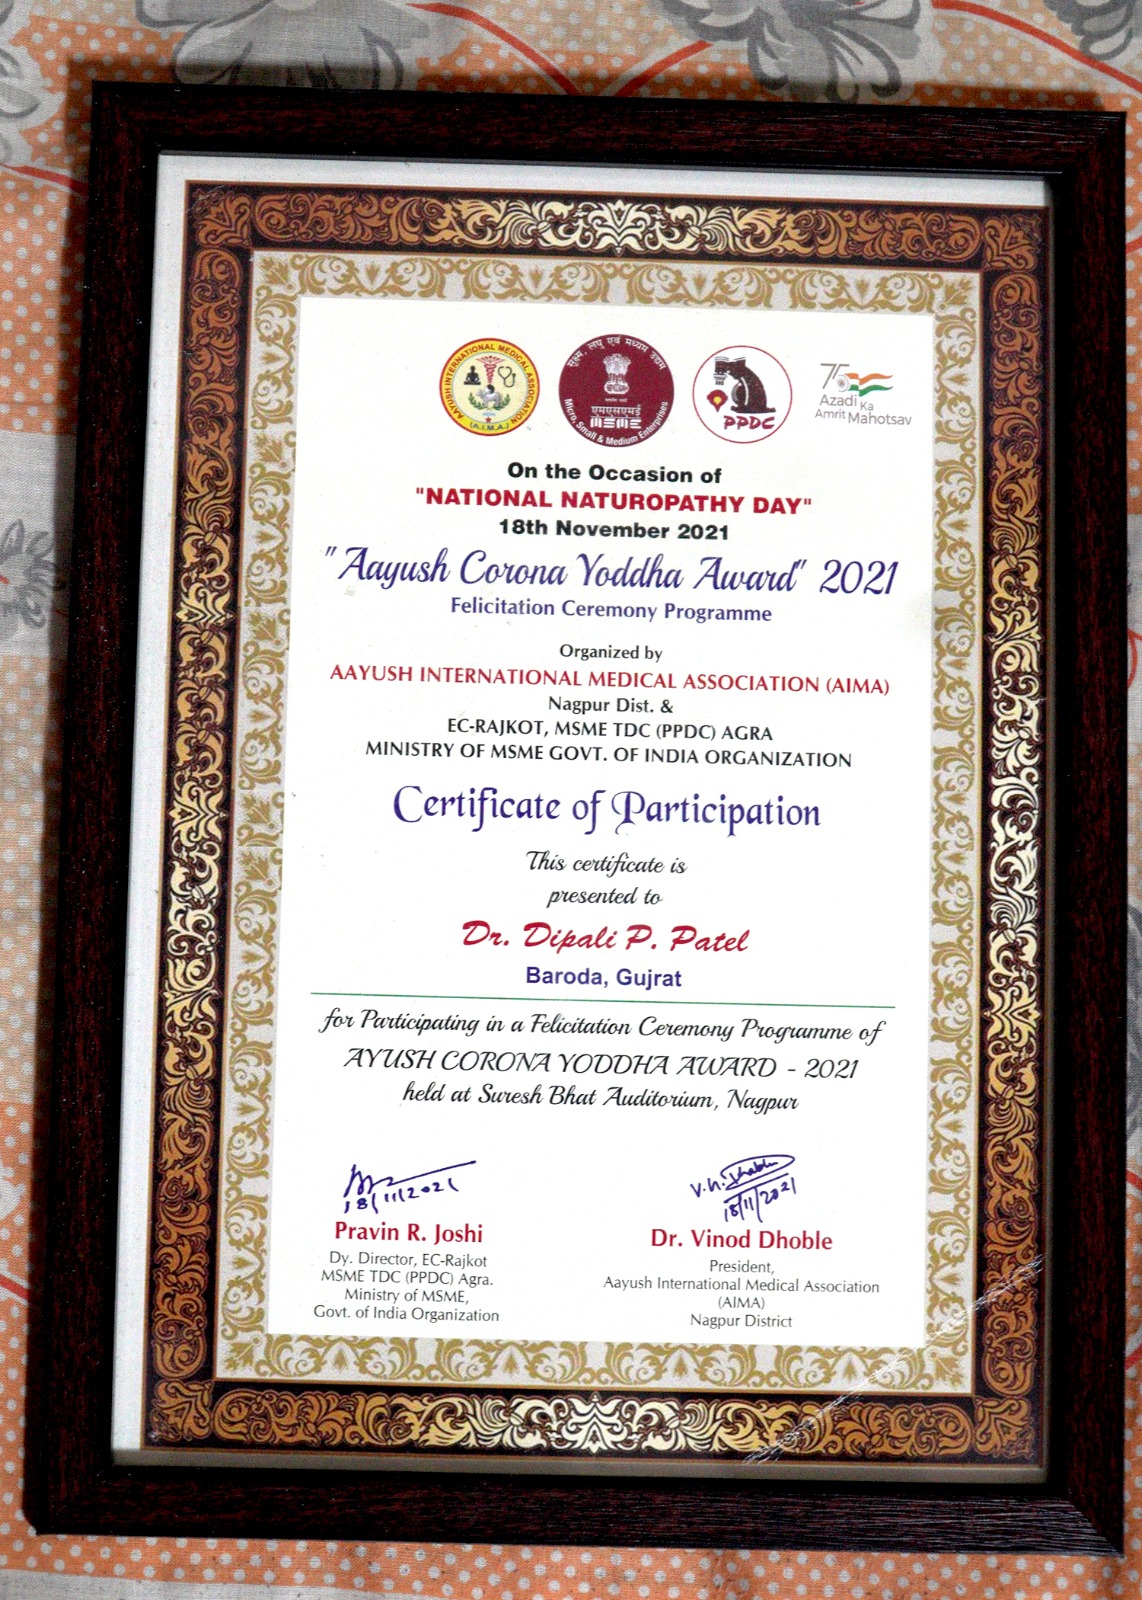 AAYUSH INTERNATIONAL MEDICAL ASSOCIATION
(A.I.M.A.)
सूक्ष्म, लघु एवं मध्यम उद्यम
एमएसएमई
MSME
Micro, Small & Medium Enterprises
PPDC
75
Azadi Ka
Amrit Mahotsav
On the Occasion of
"NATIONAL NATUROPATHY DAY"
18th November 2021
"Aayush Corona Yoddha Award" 2021
Felicitation Ceremony Programme
Organized by
AAYUSH INTERNATIONAL MEDICAL ASSOCIATION (AIMA)
Nagpur Dist. &
EC-RAJKOT, MSME TDC (PPDC) AGRA
MINISTRY OF MSME GOVT. OF INDIA ORGANIZATION
Certificate of Participation
This certificate is
presented to
Dr. Dipali P. Patel
Baroda, Gujrat
for Participating in a Felicitation Ceremony Programme of
AYUSH CORONA YODDHA AWARD - 2021
held at Suresh Bhat Auditorium, Nagpur
18/11/2021
Pravin R. Joshi
Dy. Director, EC-Rajkot
MSME TDC (PPDC) Agra.
Ministry of MSME,
Govt. of India Organization
V.N. Dhoble
18/11/2021
Dr. Vinod Dhoble
President,
Aayush International Medical Association
(AIMA)
Nagpur District